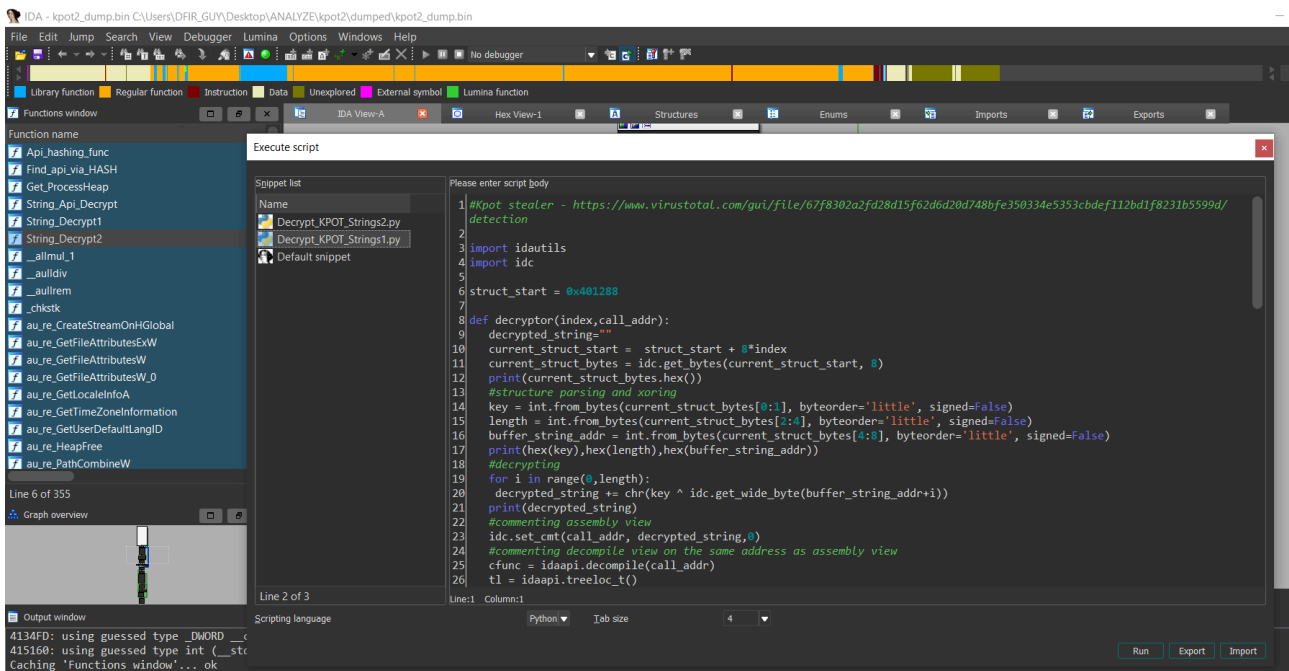 IDA - kpot2_dump.bin C:\Users\DFIR_GUY\Desktop\ANALYZE\kpot2\dumped\kpot2_dump.bin
File Edit Jump Search View Debugger Lumina Options Windows Help
No debugger
Library function Regular function Instruction Data Unexplored External symbol Lumina function
Functions window
IDA View-A Hex View-1 Structures Enums Imports Exports
Function name
Api_hashing_func
Find_api_via_HASH
Get_ProcessHeap
String_Api_Decrypt
String_Decrypt1
String_Decrypt2
__allmul_1
__aulldiv
__aullrem
_chkstk
au_re_CreateStreamOnHGlobal
au_re_GetFileAttributesExW
au_re_GetFileAttributesW
au_re_GetFileAttributesW_0
au_re_GetLocaleInfoA
au_re_GetTimeZoneInformation
au_re_GetUserDefaultLangID
au_re_HeapFree
au_re_PathCombineW
Line 6 of 355
Graph overview
Output window
4134FD: using guessed type _DWORD __c
415160: using guessed type int (__stc
Caching 'Functions window'... ok
Execute script
Snippet list
Name
Decrypt_KPOT_Strings2.py
Decrypt_KPOT_Strings1.py
Default snippet
Line 2 of 3
Please enter script body
1 #Kpot stealer - https://www.virustotal.com/gui/file/67f8302a2fd28d15f62d6d20d748bfe350334e5353cbdef112bd1f8231b5599d/
detection
2
3 import idautils
4 import idc
5
6 struct_start = 0x401288
7
8 def decryptor(index,call_addr):
9 decrypted_string=""
10 current_struct_start = struct_start + 8*index
11 current_struct_bytes = idc.get_bytes(current_struct_start, 8)
12 print(current_struct_bytes.hex())
13 #structure parsing and xoring
14 key = int.from_bytes(current_struct_bytes[0:1], byteorder='little', signed=False)
15 length = int.from_bytes(current_struct_bytes[2:4], byteorder='little', signed=False)
16 buffer_string_addr = int.from_bytes(current_struct_bytes[4:8], byteorder='little', signed=False)
17 print(hex(key),hex(length),hex(buffer_string_addr))
18 #decrypting
19 for i in range(0,length):
20 decrypted_string += chr(key ^ idc.get_wide_byte(buffer_string_addr+i))
21 print(decrypted_string)
22 #commenting assembly view
23 idc.set_cmt(call_addr, decrypted_string,0)
24 #commenting decompile view on the same address as assembly view
25 cfunc = idaapi.decompile(call_addr)
26 tl = idaapi.treeloc_t()
Line:1 Column:1
Scripting language Python Tab size 4
Run Export Import